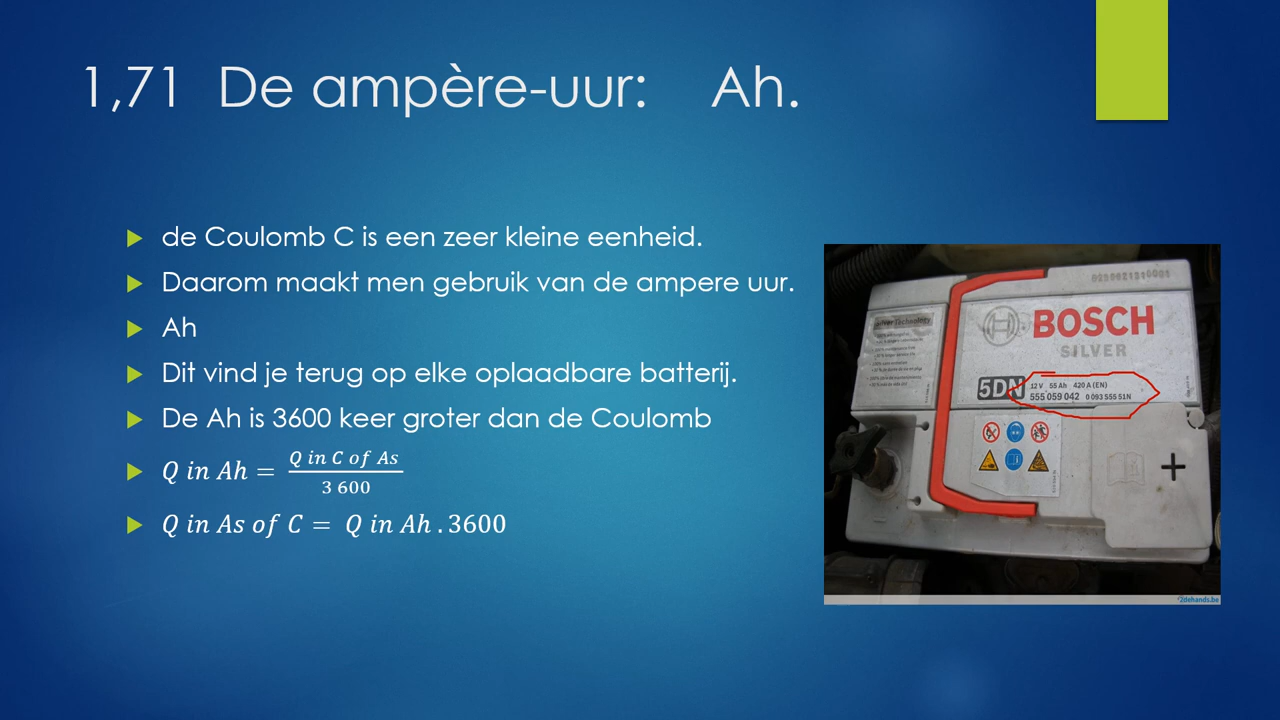 1,71 De ampère-uur: Ah.
de Coulomb C is een zeer kleine eenheid.
Daarom maakt men gebruik van de ampere uur.
Ah
Dit vind je terug op elke oplaadbare batterij.
De Ah is 3600 keer groter dan de Coulomb
Q in Ah = \frac{Q in C of As}{3 600}
Q in As of C = Q in Ah . 3600
BOSCH
SILVER
Silver Technology
5DN
12 V 55 Ah 420 A (EN)
555 059 042 0 093 S55 51N
+
2dehands.be